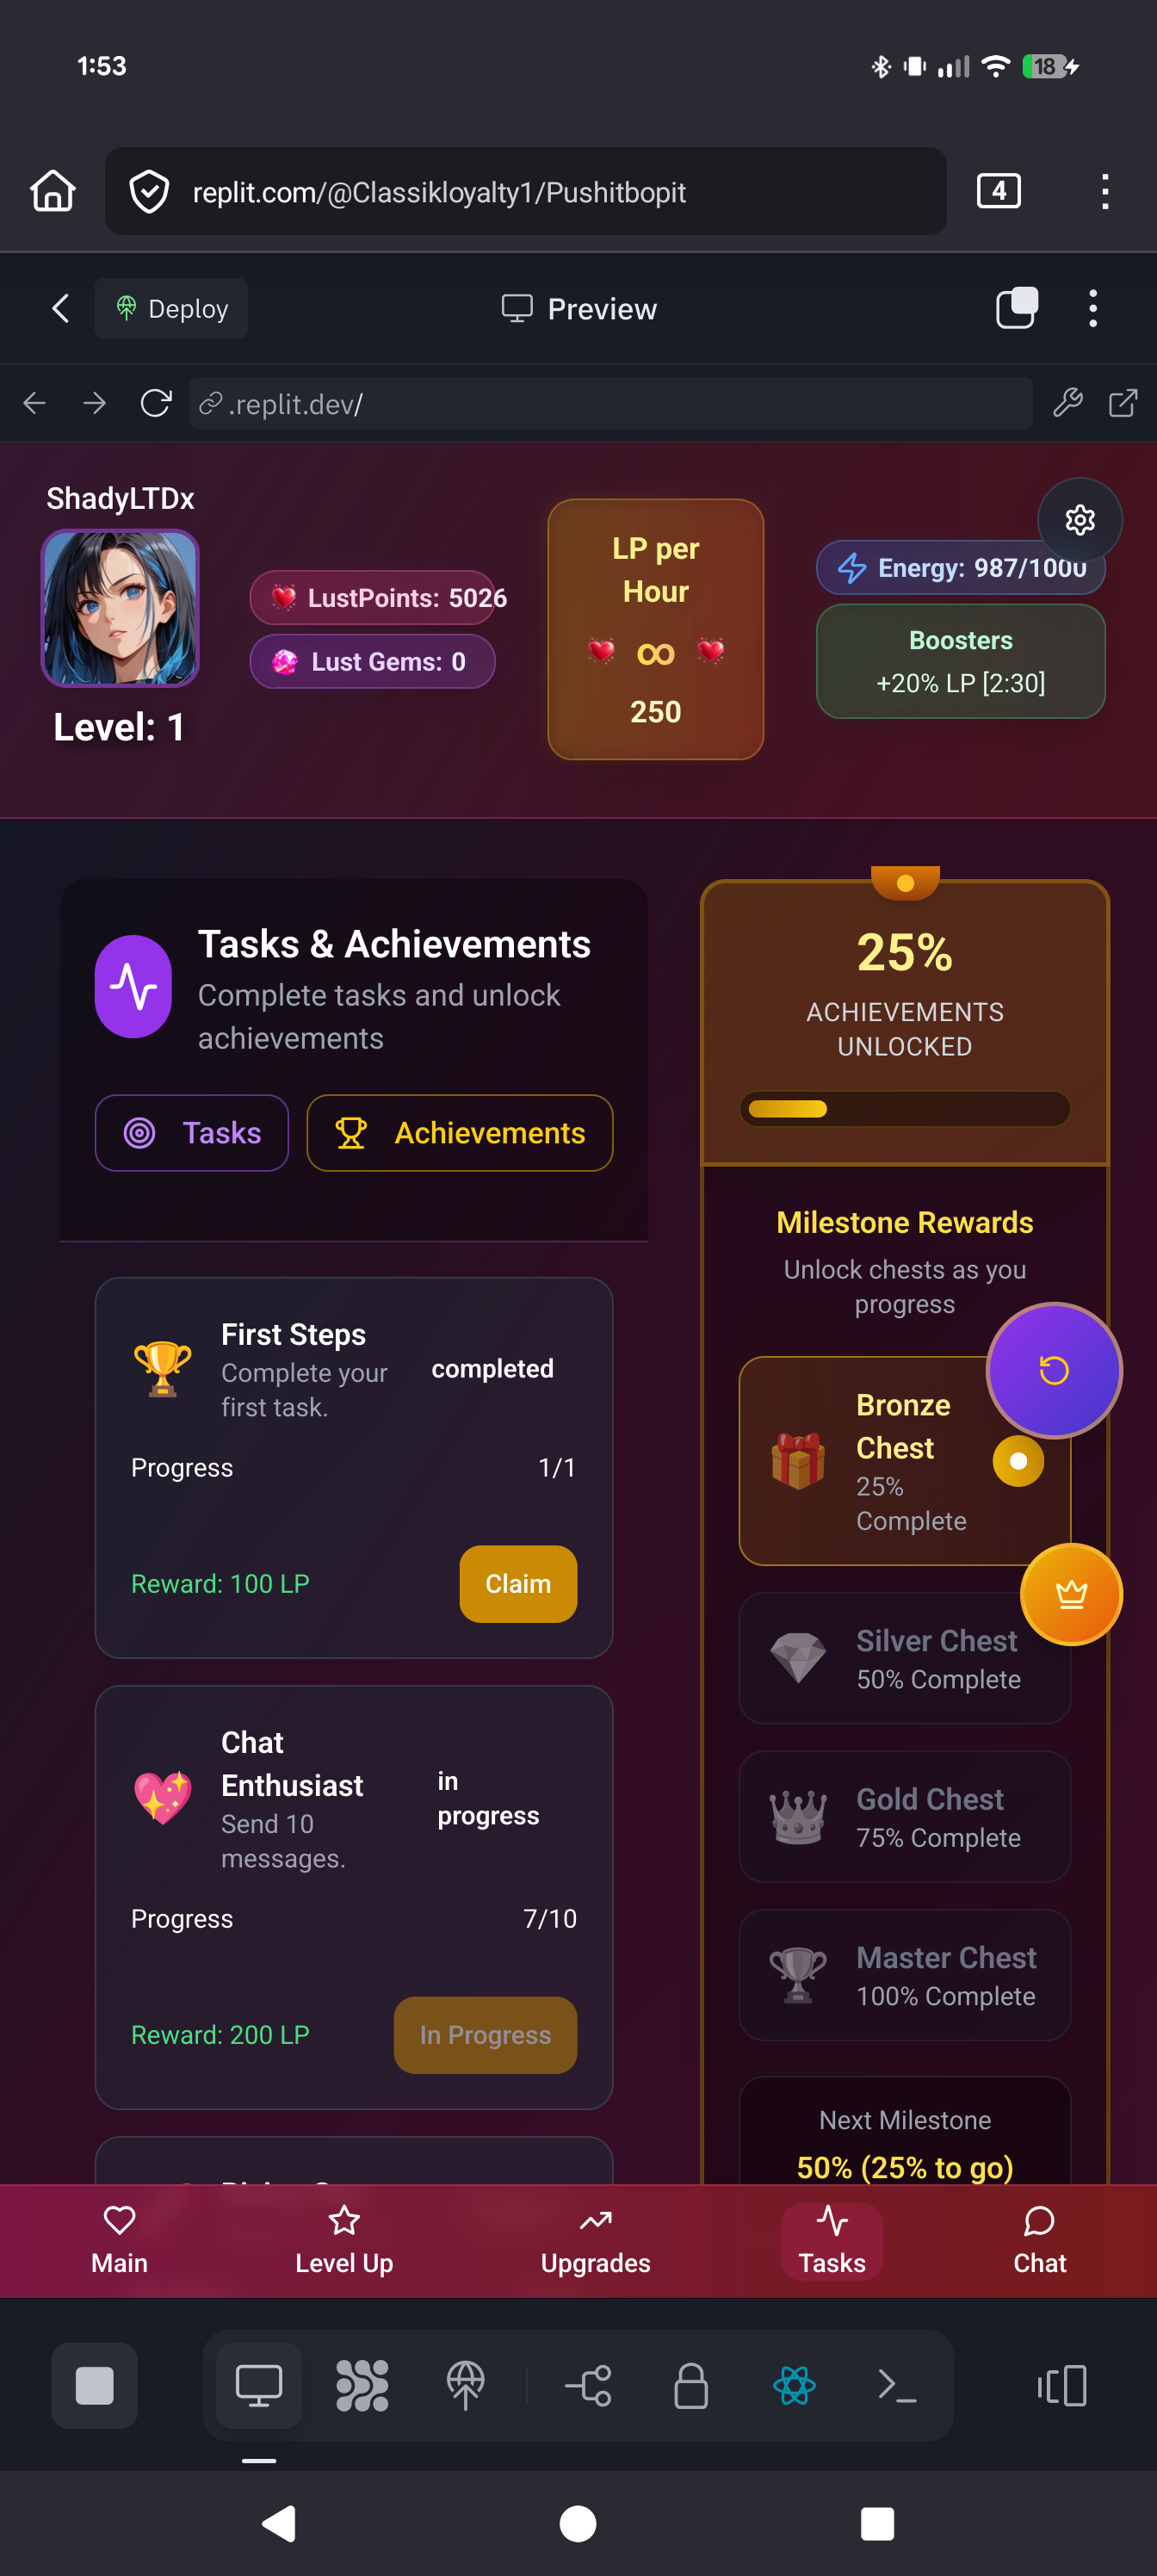 1:53
18
replit.com/@Classikloyalty1/Pushitbopit
4
Deploy
Preview
.replit.dev/
ShadyLTDx
Level: 1
LustPoints: 5026
Lust Gems: 0
LP per
Hour
∞
250
Energy: 987/1000
Boosters
+20% LP [2:30]
Tasks & Achievements
Complete tasks and unlock
achievements
Tasks
Achievements
First Steps
Complete your
first task.
completed
Progress
1/1
Reward: 100 LP
Claim
Chat
Enthusiast
Send 10
messages.
in
progress
Progress
7/10
Reward: 200 LP
In Progress
25%
ACHIEVEMENTS
UNLOCKED
Milestone Rewards
Unlock chests as you
progress
Bronze
Chest
25%
Complete
Silver Chest
50% Complete
Gold Chest
75% Complete
Master Chest
100% Complete
Next Milestone
50% (25% to go)
Main
Level Up
Upgrades
Tasks
Chat